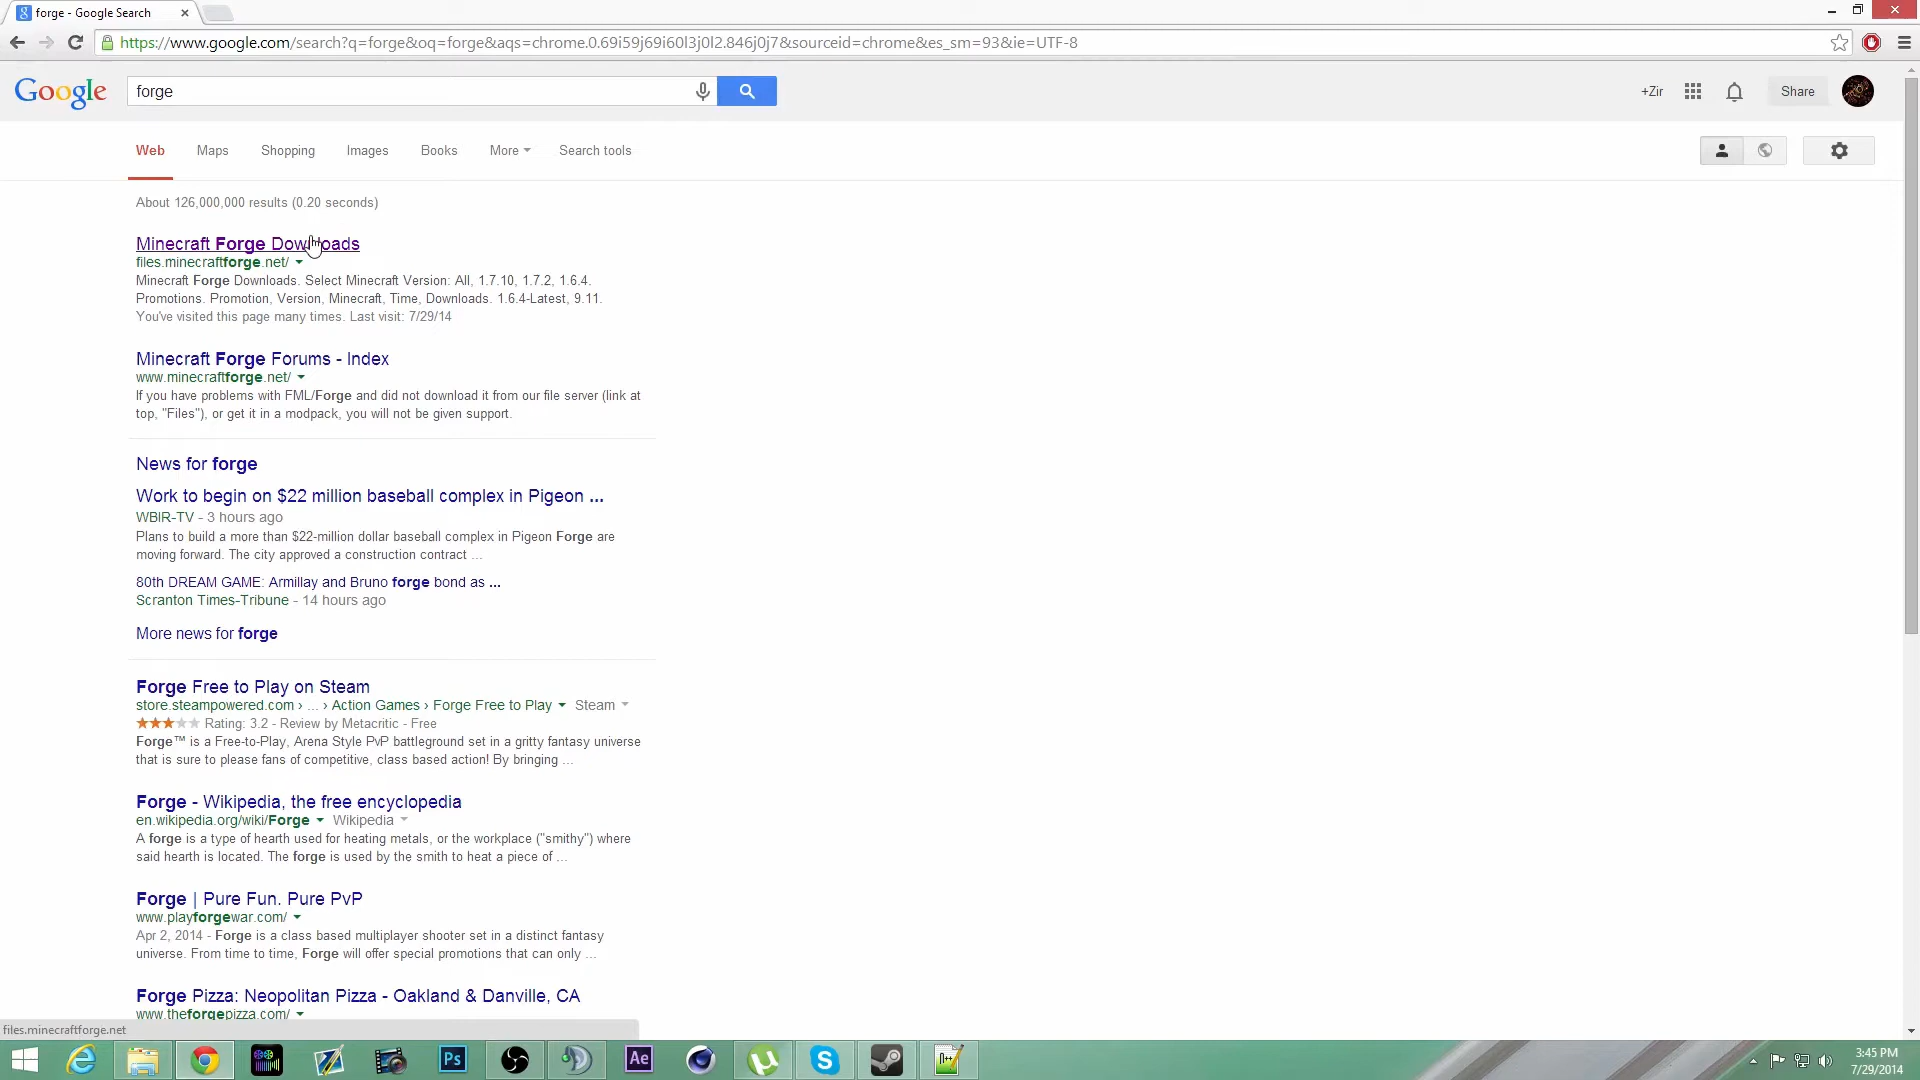 forge - Google Search
https://www.google.com/search?q=forge&oq=forge&aqs=chrome.0.69i59j69i60l3j0l2.846j0j7&sourceid=chrome&es_sm=93&ie=UTF-8
Google
forge
+Zir
Share
Web
Maps
Shopping
Images
Books
More
Search tools
About 126,000,000 results (0.20 seconds)
Minecraft Forge Downloads
files.minecraftforge.net/
Minecraft Forge Downloads. Select Minecraft Version: All, 1.7.10, 1.7.2, 1.6.4.
Promotions. Promotion, Version, Minecraft, Time, Downloads. 1.6.4-Latest, 9.11.
You've visited this page many times. Last visit: 7/29/14
Minecraft Forge Forums - Index
www.minecraftforge.net/
If you have problems with FML/Forge and did not download it from our file server (link at
top, "Files"), or get it in a modpack, you will not be given support.
News for forge
Work to begin on $22 million baseball complex in Pigeon ...
WBIR-TV - 3 hours ago
Plans to build a more than $22-million dollar baseball complex in Pigeon Forge are
moving forward. The city approved a construction contract ...
80th DREAM GAME: Armillay and Bruno forge bond as ...
Scranton Times-Tribune - 14 hours ago
More news for forge
Forge Free to Play on Steam
store.steampowered.com › ... › Action Games › Forge Free to Play
Steam
Rating: 3.2 - Review by Metacritic - Free
Forge™ is a Free-to-Play, Arena Style PvP battleground set in a gritty fantasy universe
that is sure to please fans of competitive, class based action! By bringing ...
Forge - Wikipedia, the free encyclopedia
en.wikipedia.org/wiki/Forge
Wikipedia
A forge is a type of hearth used for heating metals, or the workplace ("smithy") where
said hearth is located. The forge is used by the smith to heat a piece of ...
Forge | Pure Fun. Pure PvP
www.playforgewar.com/
Apr 2, 2014 - Forge is a class based multiplayer shooter set in a distinct fantasy
universe. From time to time, Forge will offer special promotions that can only ...
Forge Pizza: Neopolitan Pizza - Oakland & Danville, CA
www.theforgepizza.com/
files.minecraftforge.net
Ps
Ae
3:45 PM
7/29/2014